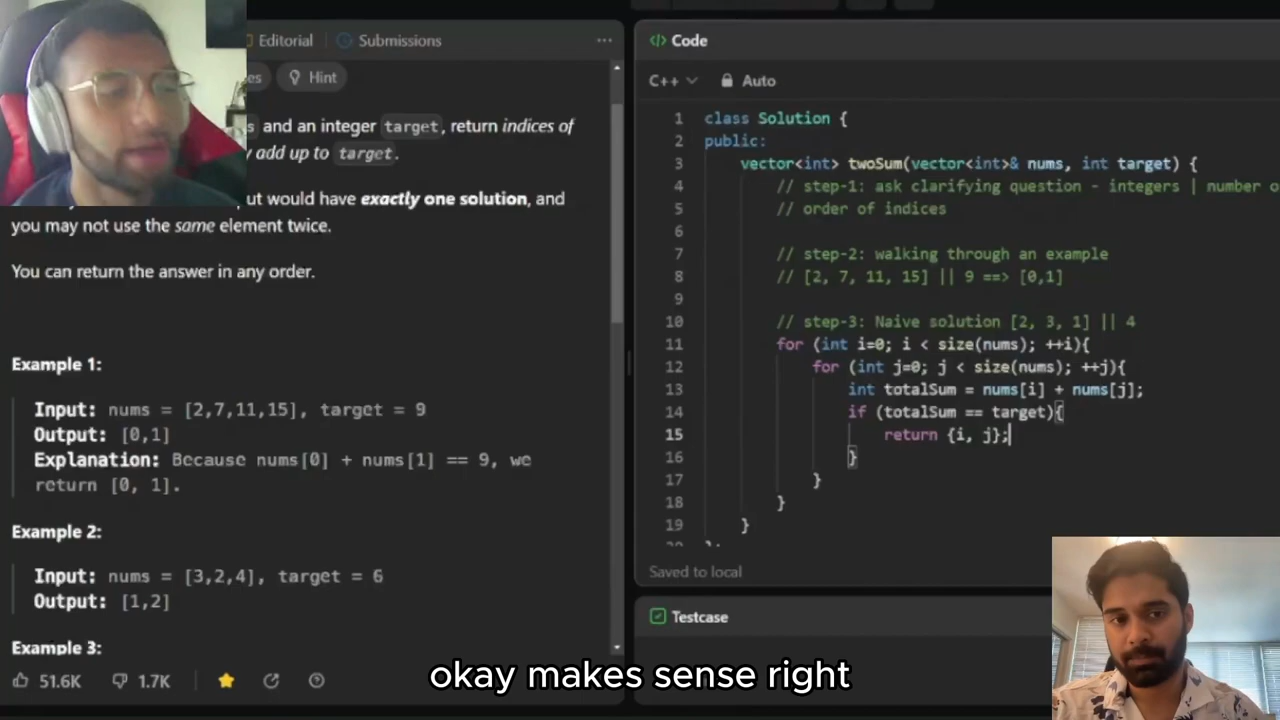 Editorial
Submissions
...
es
Hint
s and an integer target, return indices of
y add up to target.
ut would have exactly one solution, and
you may not use the same element twice.
You can return the answer in any order.
Example 1:
Input: nums = [2,7,11,15], target = 9
Output: [0,1]
Explanation: Because nums[0] + nums[1] == 9, we
return [0, 1].
Example 2:
Input: nums = [3,2,4], target = 6
Output: [1,2]
Example 3:
51.6K
1.7K
</> Code
C++
Auto
1 class Solution {
2 public:
3 vector<int> twoSum(vector<int>& nums, int target) {
4 // step-1: ask clarifying question - integers | number o
5 // order of indices
6
7 // step-2: walking through an example
8 // [2, 7, 11, 15] || 9 ==> [0,1]
9
10 // step-3: Naive solution [2, 3, 1] || 4
11 for (int i=0; i < size(nums); ++i){
12 for (int j=0; j < size(nums); ++j){
13 int totalSum = nums[i] + nums[j];
14 if (totalSum == target){
15 return {i, j};
16 }
17 }
18 }
19 }
Saved to local
Testcase
okay makes sense right